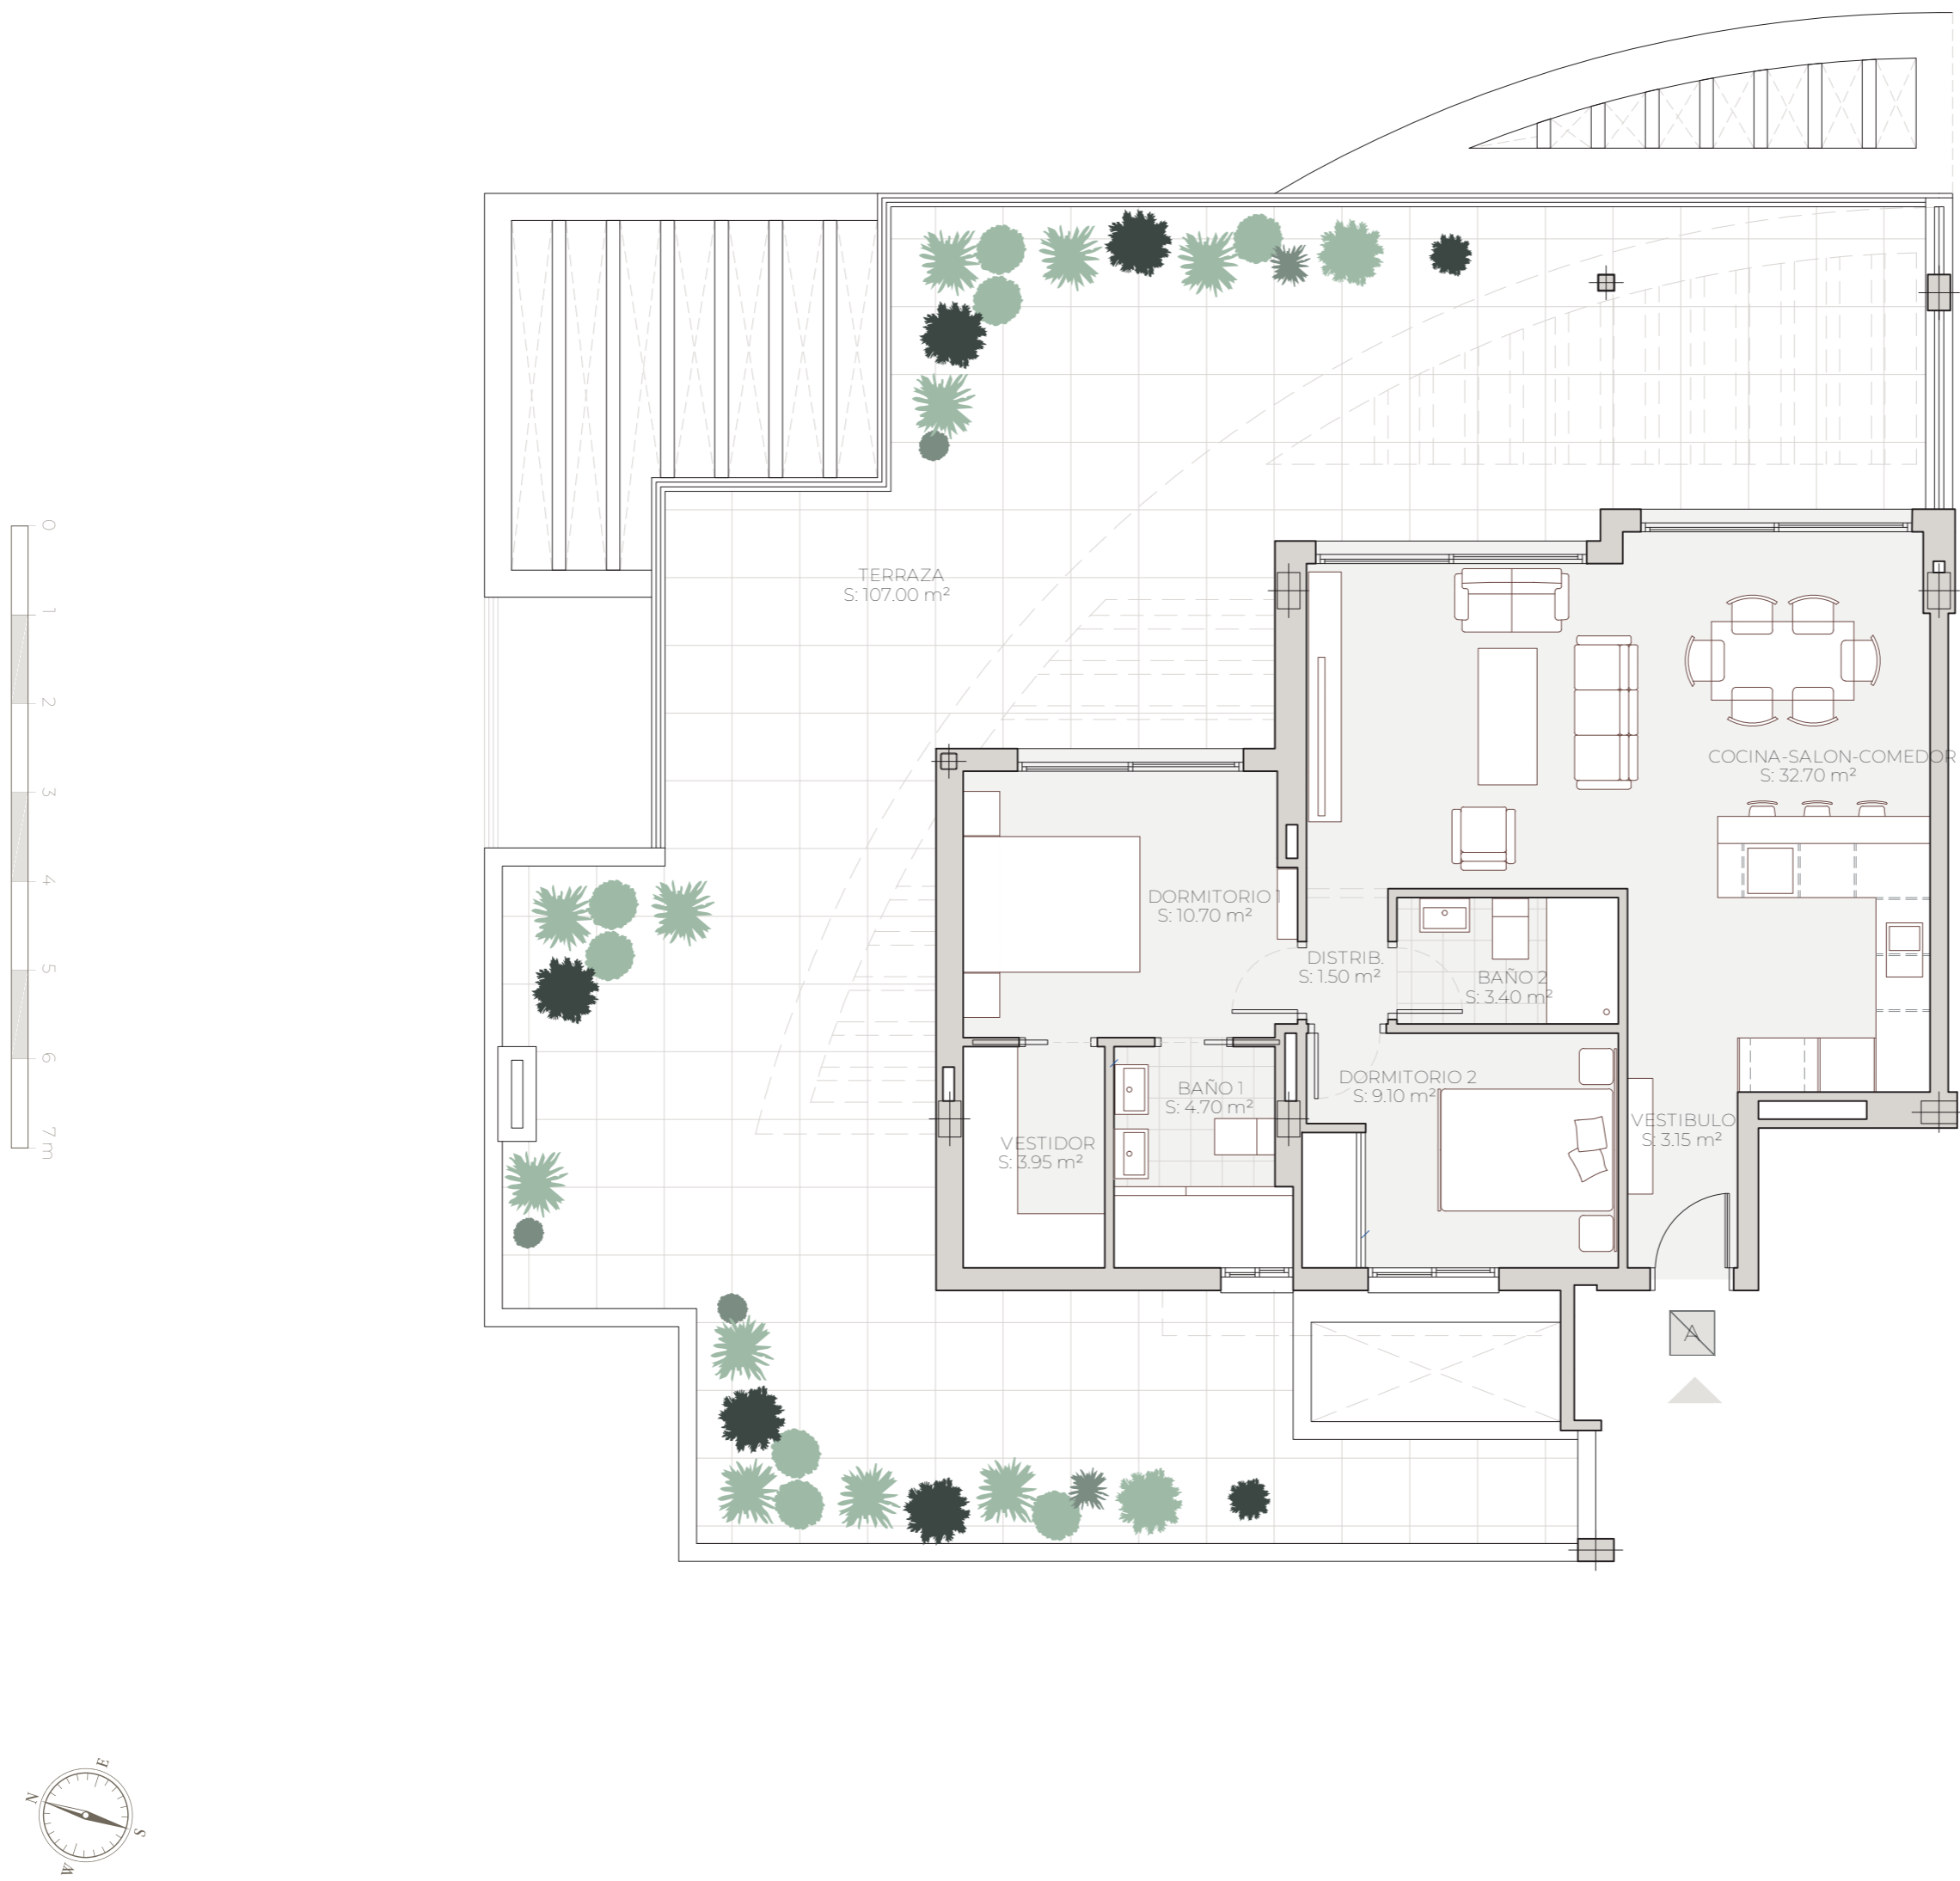 TERRAZA
S: 107.00 m²
COCINA-SALON-COMEDOR
S: 32.70 m²
DORMITORIO 1
S: 10.70 m²
DISTRIB.
S: 1.50 m²
BAÑO 2
S: 3.40 m²
DORMITORIO 2
S: 9.10 m²
BAÑO 1
S: 4.70 m²
VESTIBULO
S: 3.15 m²
VESTIDOR
S: 3.95 m²
A
0
1
2
3
4
5
6
7m
E
N
S
W